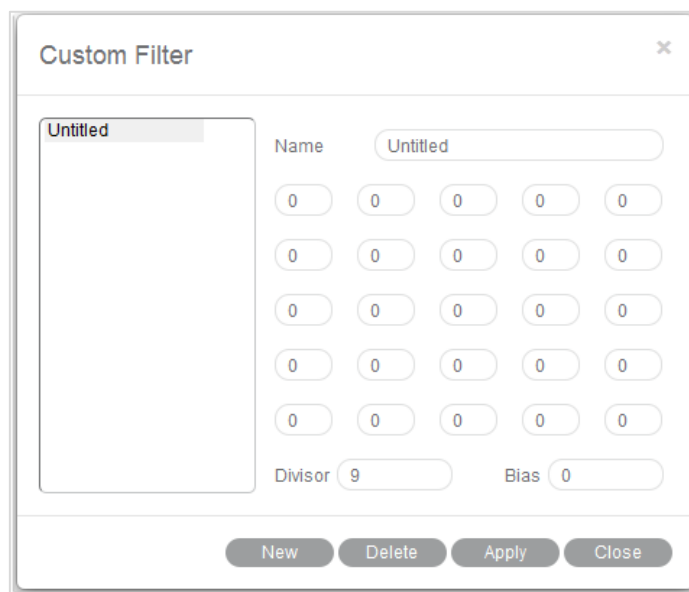 Custom Filter ×
Untitled
Name Untitled
0 0 0 0 0
0 0 0 0 0
0 0 0 0 0
0 0 0 0 0
0 0 0 0 0
Divisor 9 Bias 0
New Delete Apply Close